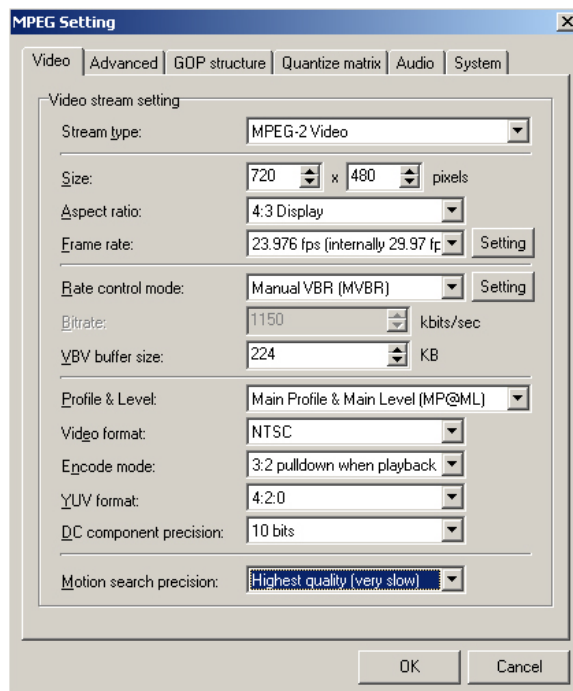 MPEG Setting
Video Advanced GOP structure Quantize matrix Audio System
Video stream setting
Stream type: MPEG-2 Video
Size: 720 x 480 pixels
Aspect ratio: 4:3 Display
Frame rate: 23.976 fps (internally 29.97 fp Setting
Rate control mode: Manual VBR (MVBR) Setting
Bitrate: 1150 kbits/sec
VBV buffer size: 224 KB
Profile & Level: Main Profile & Main Level (MP@ML)
Video format: NTSC
Encode mode: 3:2 pulldown when playback
YUV format: 4:2:0
DC component precision: 10 bits
Motion search precision: Highest quality (very slow)
OK Cancel